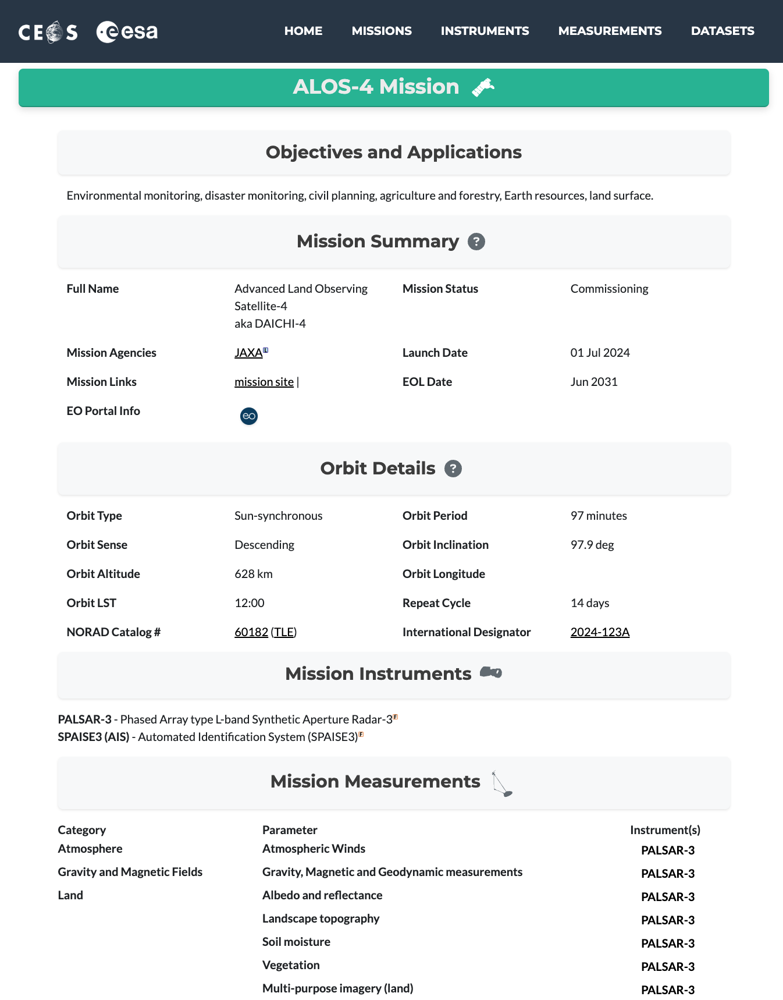 CEOS esa HOME MISSIONS INSTRUMENTS MEASUREMENTS DATASETS
ALOS-4 Mission
Objectives and Applications
Environmental monitoring, disaster monitoring, civil planning, agriculture and forestry, Earth resources, land surface.
Mission Summary ?
Full Name Advanced Land Observing Mission Status Commissioning
Satellite-4
aka DAICHI-4
Mission Agencies JAXA L Launch Date 01 Jul 2024
Mission Links mission site | EOL Date Jun 2031
EO Portal Info eo
Orbit Details ?
Orbit Type Sun-synchronous Orbit Period 97 minutes
Orbit Sense Descending Orbit Inclination 97.9 deg
Orbit Altitude 628 km Orbit Longitude
Orbit LST 12:00 Repeat Cycle 14 days
NORAD Catalog # 60182 (TLE) International Designator 2024-123A
Mission Instruments
PALSAR-3 - Phased Array type L-band Synthetic Aperture Radar-3 F
SPAISE3 (AIS) - Automated Identification System (SPAISE3) F
Mission Measurements
Category Parameter Instrument(s)
Atmosphere Atmospheric Winds PALSAR-3
Gravity and Magnetic Fields Gravity, Magnetic and Geodynamic measurements PALSAR-3
Land Albedo and reflectance PALSAR-3
Landscape topography PALSAR-3
Soil moisture PALSAR-3
Vegetation PALSAR-3
Multi-purpose imagery (land) PALSAR-3